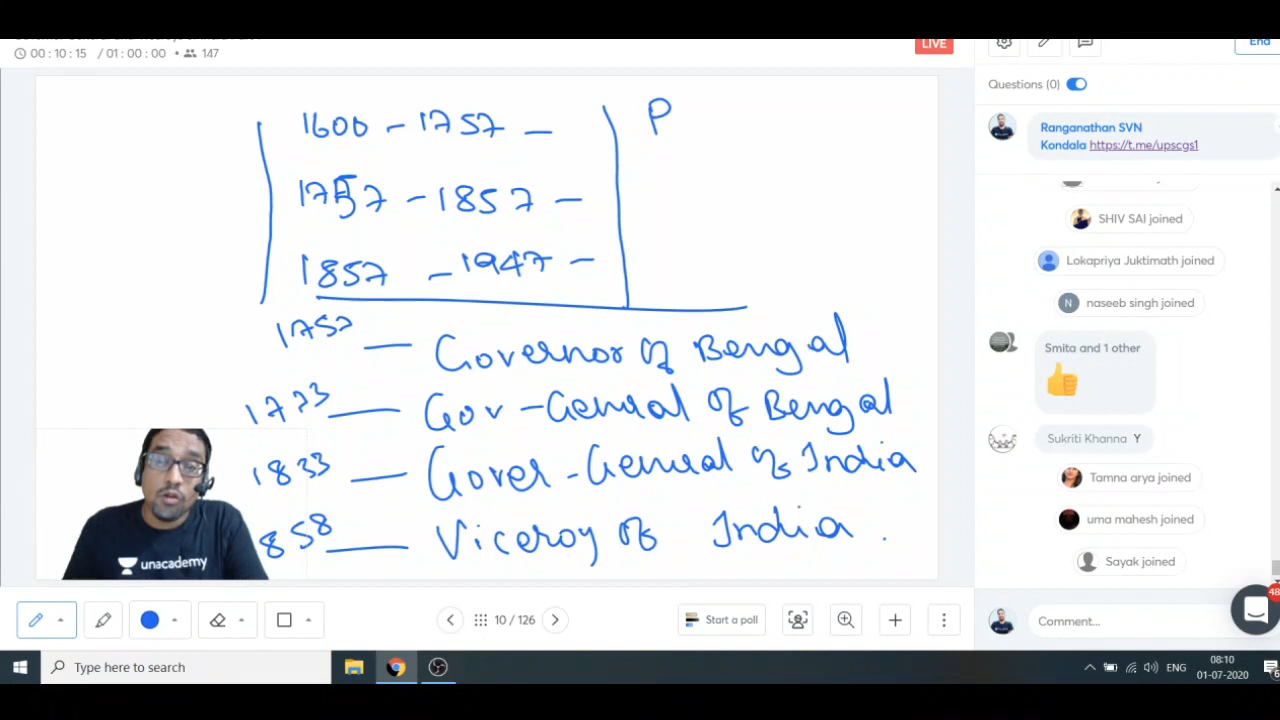 00 : 10 : 15 / 01 : 00 : 00 • 147
LIVE
End
1600 - 1757 - P
1757 - 1857 -
1857 - 1947 -
1757 — Governor of Bengal
1773 — Gov - General of Bengal
1833 — Gover - General of India
858 — Viceroy of India.
unacademy
10 / 126
Start a poll
Questions (0)
Ranganathan SVN
Kondala https://t.me/upscgs1
SHIV SAI joined
Lokapriya Juktimath joined
N naseeb singh joined
Smita and 1 other
Sukriti Khanna Y
Tamna arya joined
uma mahesh joined
Sayak joined
48
Comment...
Type here to search
ENG
08:10
01-07-2020
6